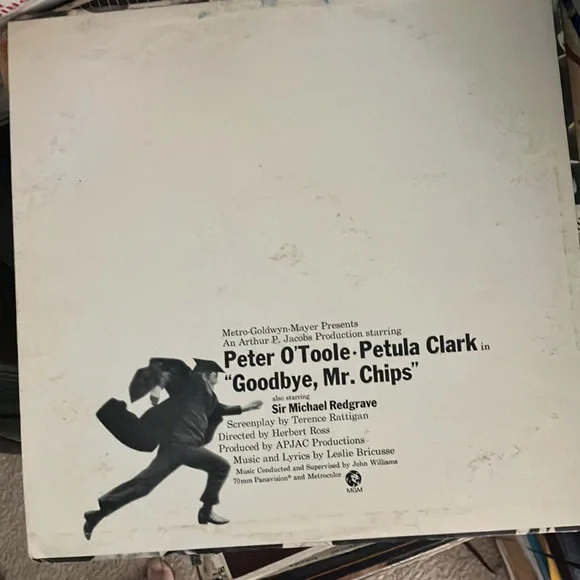 Metro-Goldwyn-Mayer Presents
An Arthur P. Jacobs Production starring
Peter O'Toole·Petula Clark in
"Goodbye, Mr. Chips"
also starring
Sir Michael Redgrave
Screenplay by Terence Rattigan
Directed by Herbert Ross
Produced by APJAC Productions
Music and Lyrics by Leslie Bricusse
Music Conducted and Supervised by John Williams
70mm Panavision® and Metrocolor
MGM